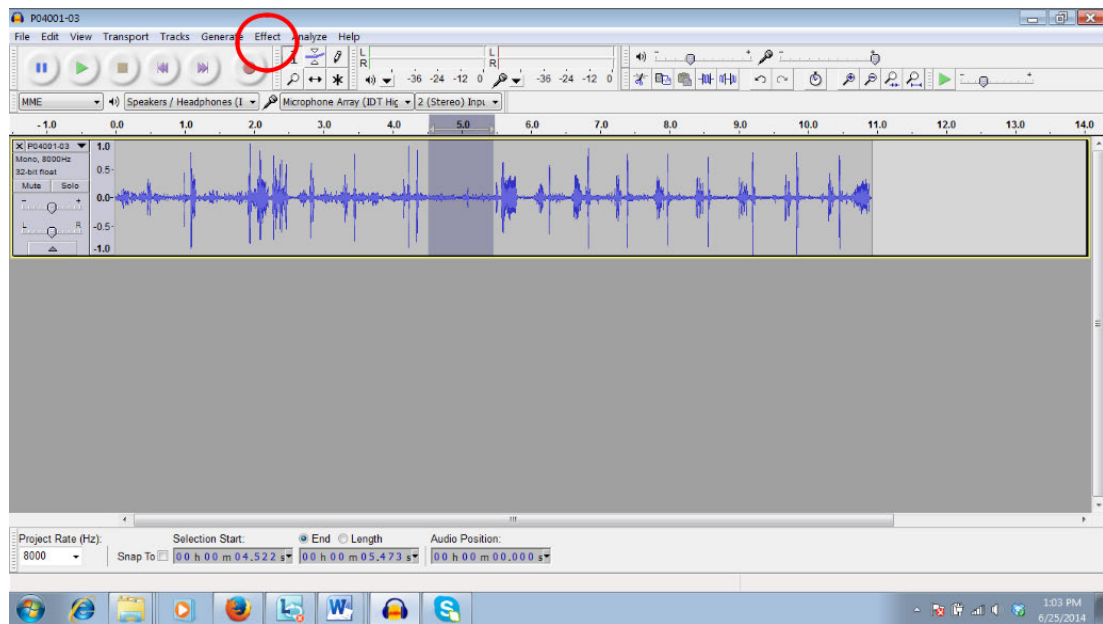 P04001-03
File Edit View Transport Tracks Generate Effect Analyze Help
L
R
L
R
-36 -24 -12 0
-36 -24 -12 0
MME
Speakers / Headphones (I
Microphone Array (IDT Hig
2 (Stereo) Inpu
- 1.0 0.0 1.0 2.0 3.0 4.0 5.0 6.0 7.0 8.0 9.0 10.0 11.0 12.0 13.0 14.0
X P04001-03 1.0
Mono, 8000Hz
32-bit float 0.5
Mute Solo
- + 0.0
L R -0.5
-1.0
Project Rate (Hz): Selection Start: End Length Audio Position:
8000 Snap To 00 h 00 m 04.522 s 00 h 00 m 05.473 s 00 h 00 m 00.000 s
W S
1:03 PM
6/25/2014